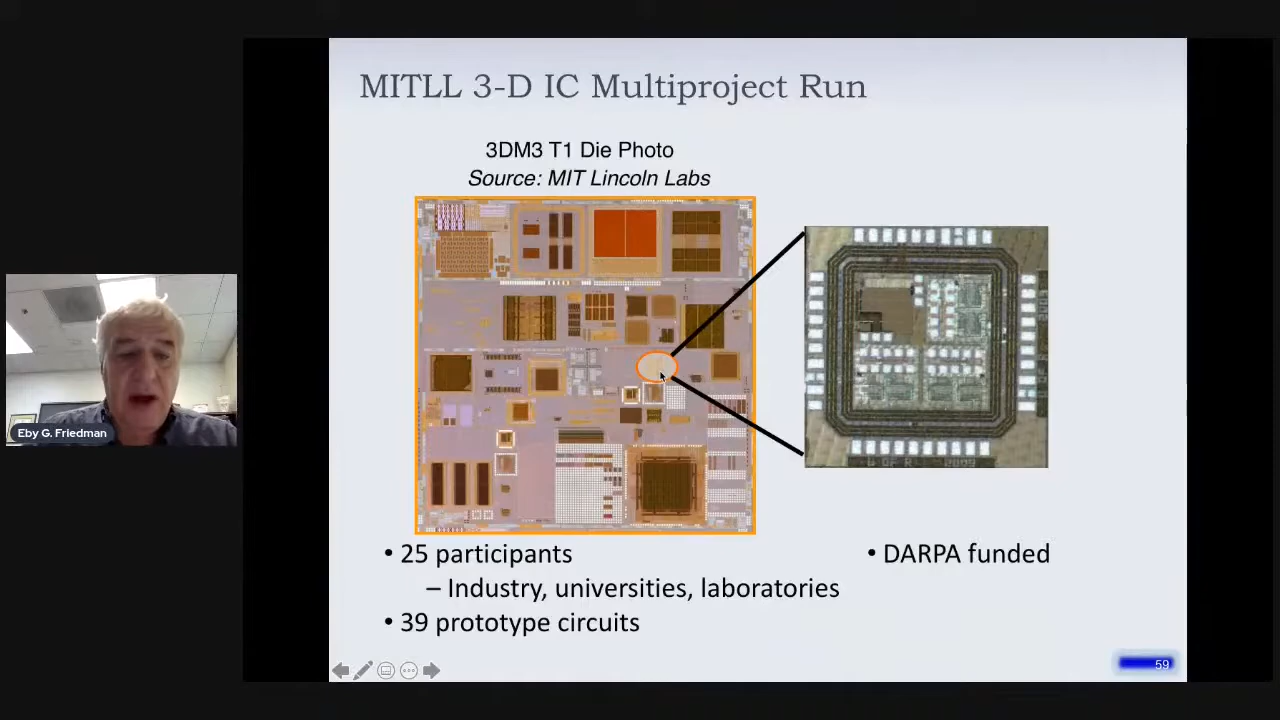 MITLL 3-D IC Multiproject Run
3DM3 T1 Die Photo
Source: MIT Lincoln Labs
Eby G. Friedman
• 25 participants
– Industry, universities, laboratories
• 39 prototype circuits
• DARPA funded
59